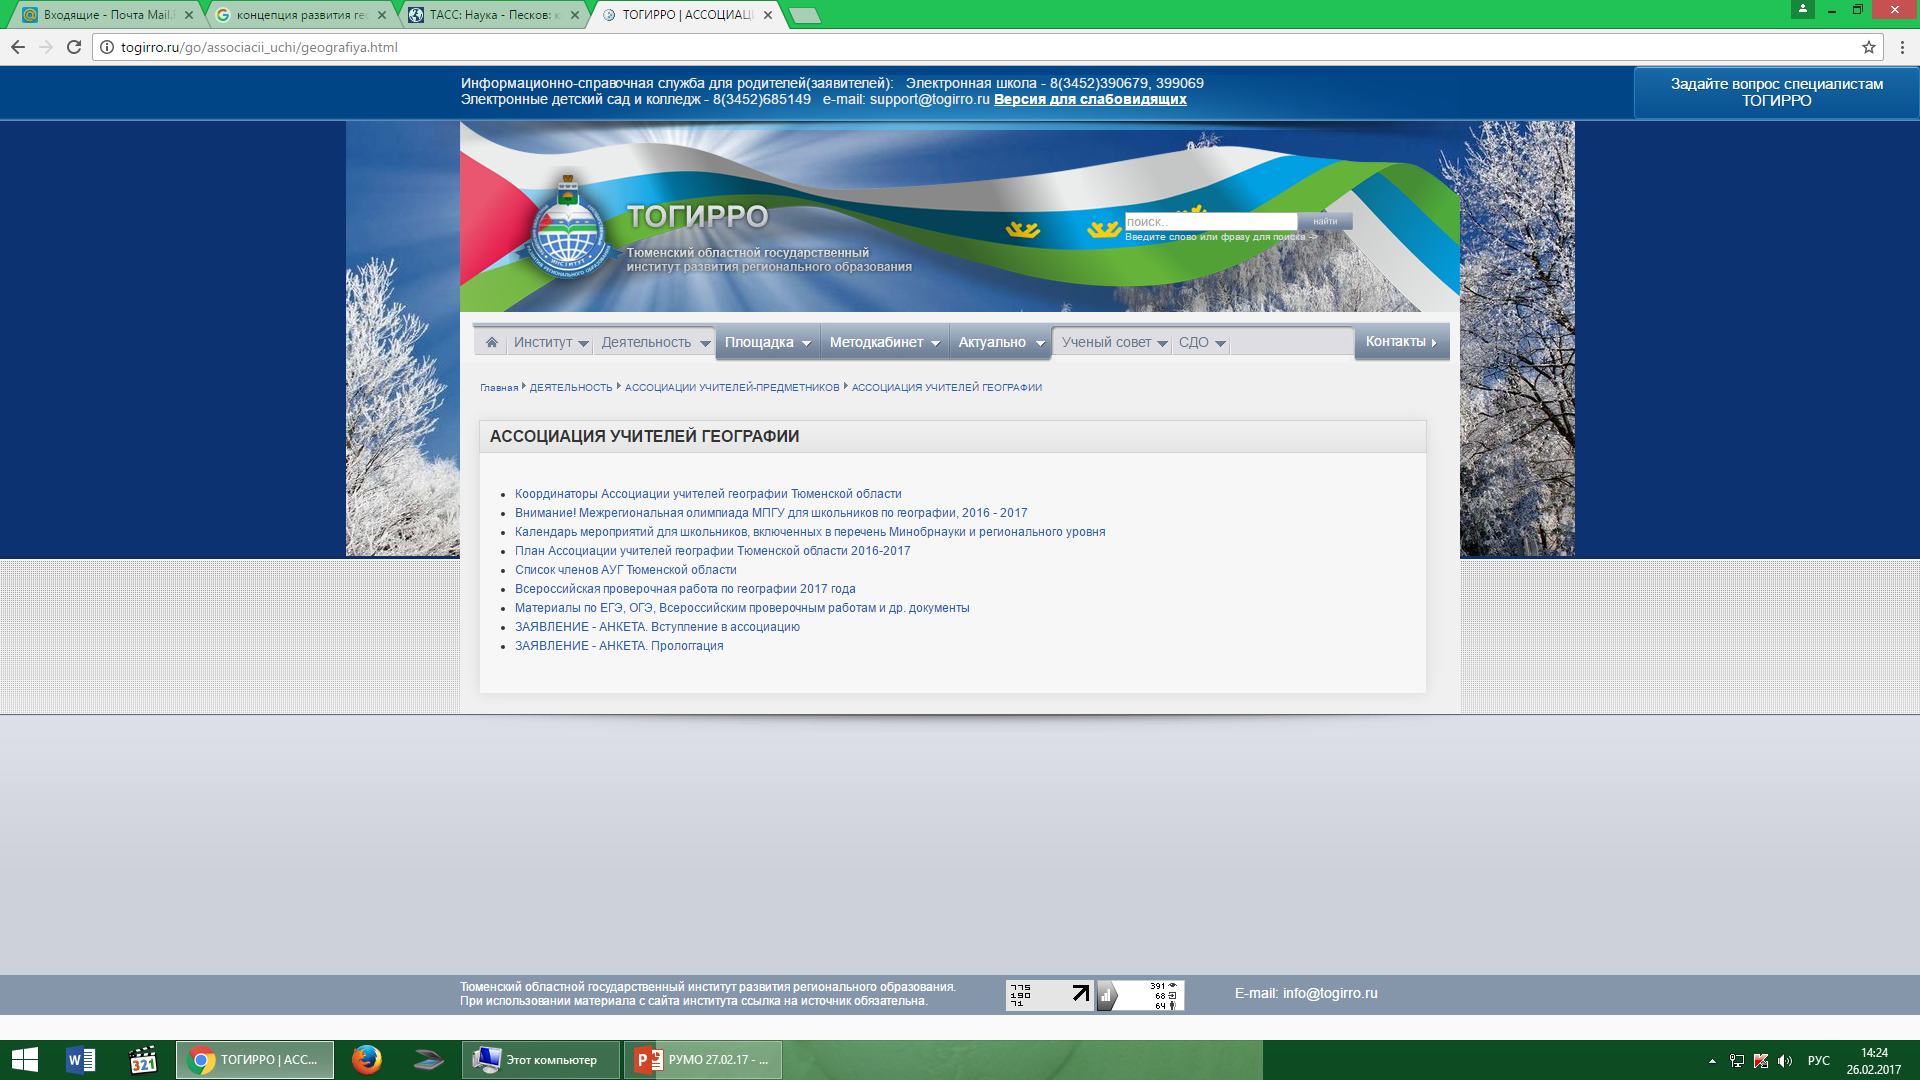 Входящие - Почта Mail.
концепция развития гео
ТАСС: Наука - Песков: к
ТОГИРРО | АССОЦИАЦ
togirro.ru/go/associacii_uchi/geografiya.html
Информационно-справочная служба для родителей(заявителей): Электронная школа - 8(3452)390679, 399069
Электронные детский сад и колледж - 8(3452)685149 e-mail: support@togirro.ru Версия для слабовидящих
Задайте вопрос специалистам
ТОГИРРО
ТОГИРРО
Тюменский областной государственный
институт развития регионального образования
поиск..
найти
Введите слово или фразу для поиска ->
Институт
Деятельность
Площадка
Методкабинет
Актуально
Ученый совет
СДО
Контакты
Главная ДЕЯТЕЛЬНОСТЬ АССОЦИАЦИИ УЧИТЕЛЕЙ-ПРЕДМЕТНИКОВ АССОЦИАЦИЯ УЧИТЕЛЕЙ ГЕОГРАФИИ
АССОЦИАЦИЯ УЧИТЕЛЕЙ ГЕОГРАФИИ
Координаторы Ассоциации учителей географии Тюменской области
Внимание! Межрегиональная олимпиада МПГУ для школьников по географии, 2016 - 2017
Календарь мероприятий для школьников, включенных в перечень Минобрнауки и регионального уровня
План Ассоциации учителей географии Тюменской области 2016-2017
Список членов АУГ Тюменской области
Всероссийская проверочная работа по географии 2017 года
Материалы по ЕГЭ, ОГЭ, Всероссийским проверочным работам и др. документы
ЗАЯВЛЕНИЕ - АНКЕТА. Вступление в ассоциацию
ЗАЯВЛЕНИЕ - АНКЕТА. Прологгация
Тюменский областной государственный институт развития регионального образования.
При использовании материала с сайта института ссылка на источник обязательна.
775
190
71
391
68
64
E-mail: info@togirro.ru
321
ТОГИРРО | АСС...
Этот компьютер
РУМО 27.02.17 - ...
РУС
14:24
26.02.2017